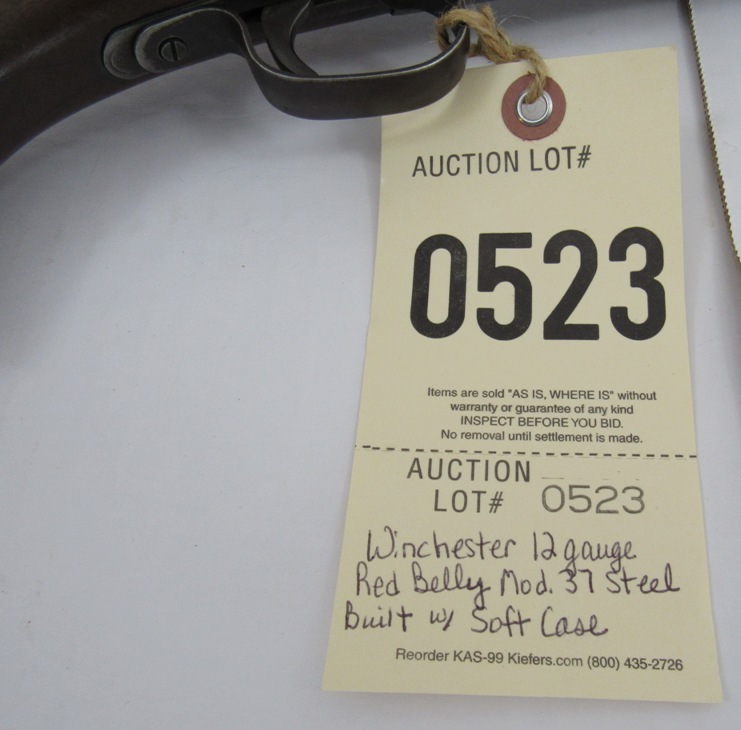 AUCTION LOT#
0523
Items are sold "AS IS, WHERE IS" without
warranty or guarantee of any kind
INSPECT BEFORE YOU BID.
No removal until settlement is made.
AUCTION
LOT# 0523
Winchester 12 gauge
Red Belly Mod. 37 Steel
Built w/ Soft Case
Reorder KAS-99 Kiefers.com (800) 435-2726